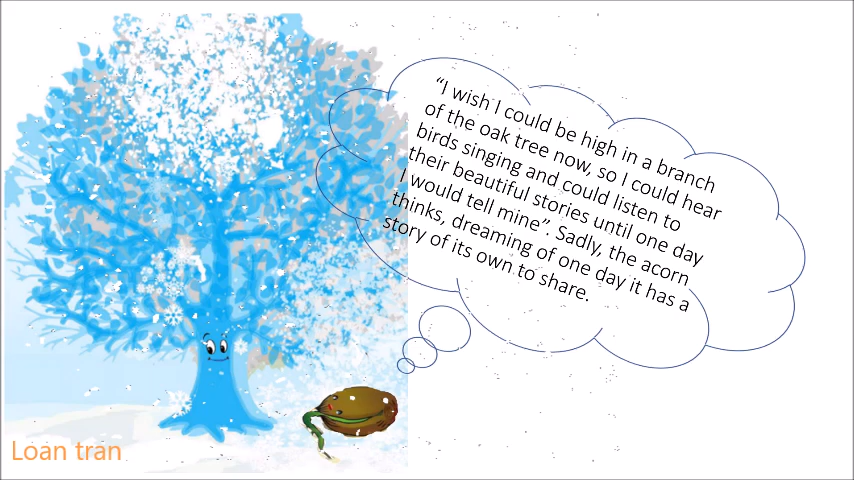 “I wish I could be high in a branch
of the oak tree now, so I could hear
birds singing and could listen to
their beautiful stories until one day
I would tell mine”. Sadly, the acorn
thinks, dreaming of one day it has a
story of its own to share.
Loan tran